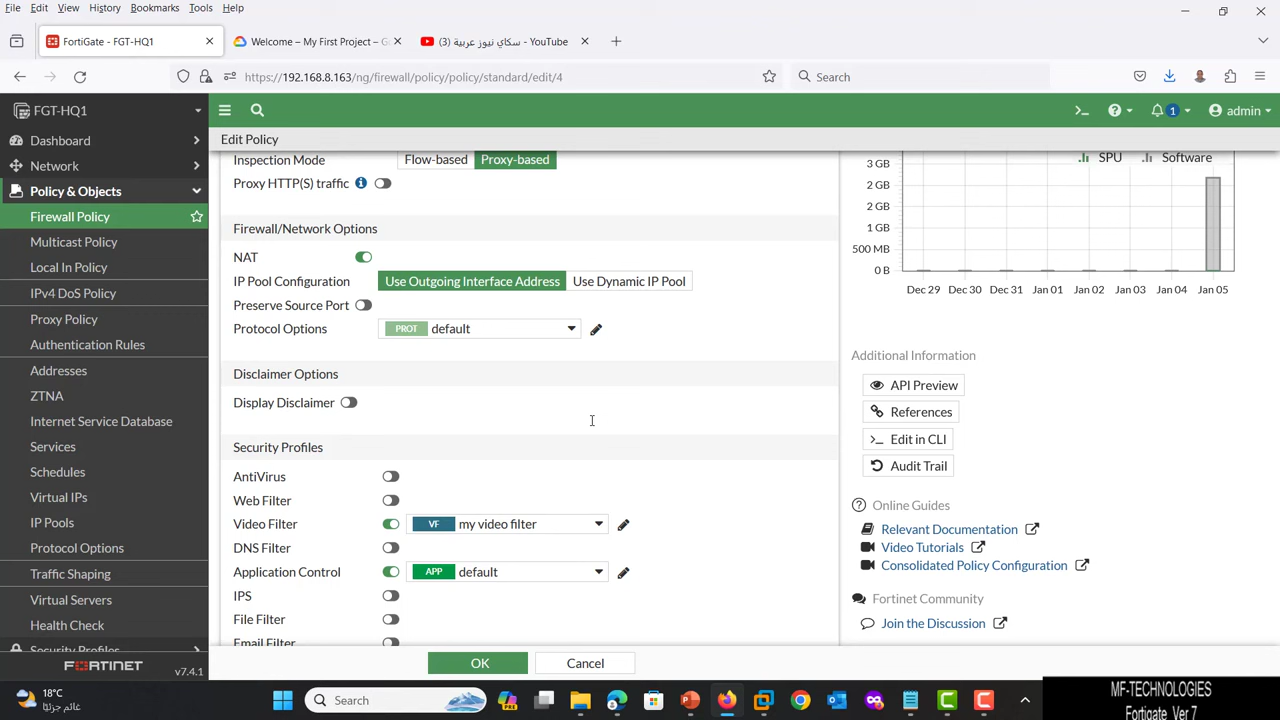 File Edit View History Bookmarks Tools Help
FortiGate - FGT-HQ1
Welcome – My First Project – G
(3) سكاي نيوز عربية - YouTube
https://192.168.8.163/ng/firewall/policy/policy/standard/edit/4
Search
FGT-HQ1
1
admin
Dashboard
Network
Policy & Objects
Firewall Policy
Multicast Policy
Local In Policy
IPv4 DoS Policy
Proxy Policy
Authentication Rules
Addresses
ZTNA
Internet Service Database
Services
Schedules
Virtual IPs
IP Pools
Protocol Options
Traffic Shaping
Virtual Servers
Health Check
Security Profiles
FORTINET v7.4.1
Edit Policy
Inspection Mode Flow-based Proxy-based
Proxy HTTP(S) traffic
Firewall/Network Options
NAT
IP Pool Configuration Use Outgoing Interface Address Use Dynamic IP Pool
Preserve Source Port
Protocol Options PROT default
Disclaimer Options
Display Disclaimer
Security Profiles
AntiVirus
Web Filter
Video Filter VF my video filter
DNS Filter
Application Control APP default
IPS
File Filter
Email Filter
OK Cancel
SPU Software
3 GB
2 GB
2 GB
1 GB
500 MB
0 B
Dec 29 Dec 30 Dec 31 Jan 01 Jan 02 Jan 03 Jan 04 Jan 05
Additional Information
API Preview
References
Edit in CLI
Audit Trail
Online Guides
Relevant Documentation
Video Tutorials
Consolidated Policy Configuration
Fortinet Community
Join the Discussion
18°C
غائم جزئيًا
Search
MF-TECHNOLOGIES
Fortigate Ver 7